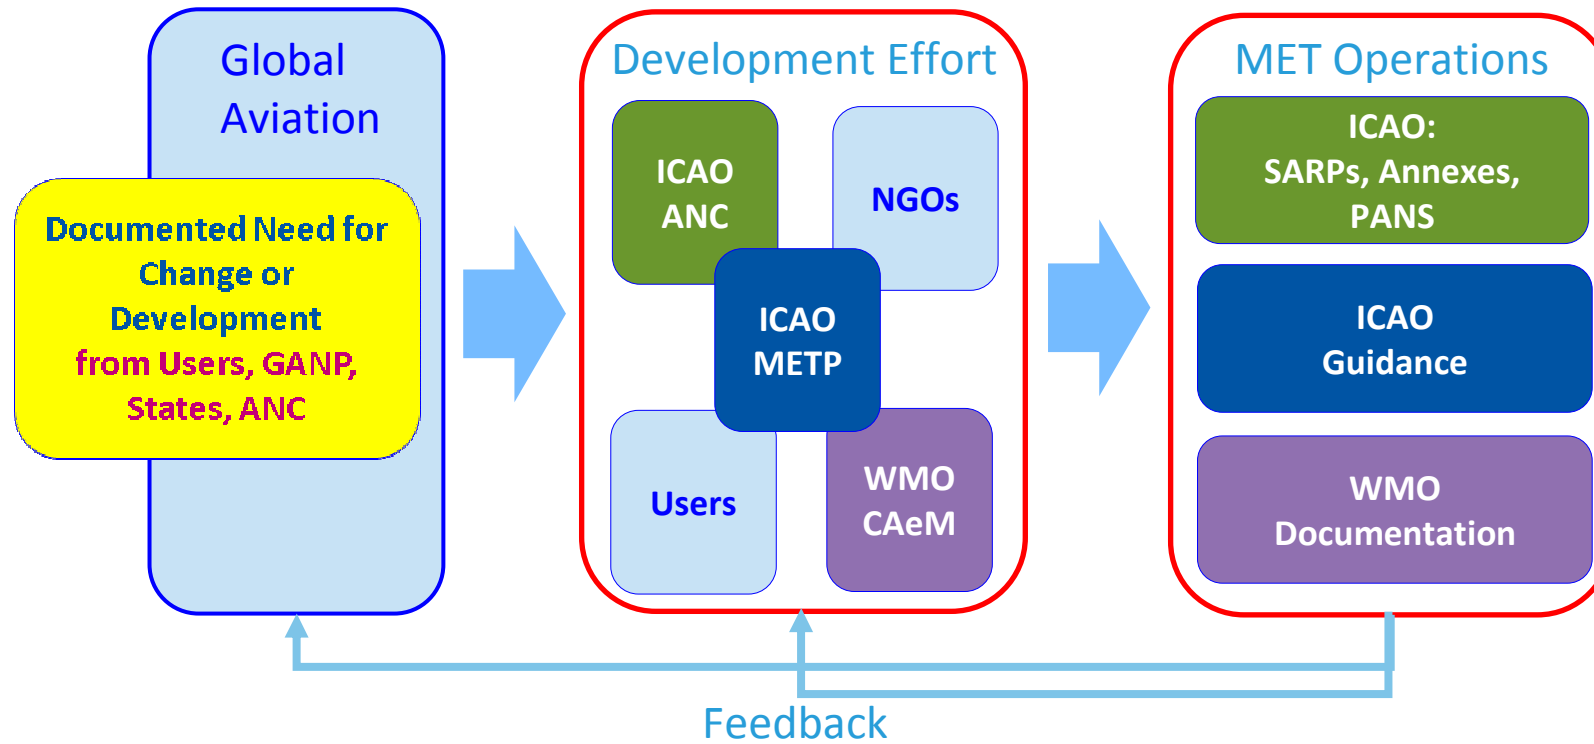 Global
Aviation
Documented Need for
Change or
Development
from Users, GANP,
States, ANC
Development Effort
ICAO
ANC
NGOs
ICAO
METP
Users
WMO
CAeM
MET Operations
ICAO:
SARPs, Annexes,
PANS
ICAO
Guidance
WMO
Documentation
Feedback